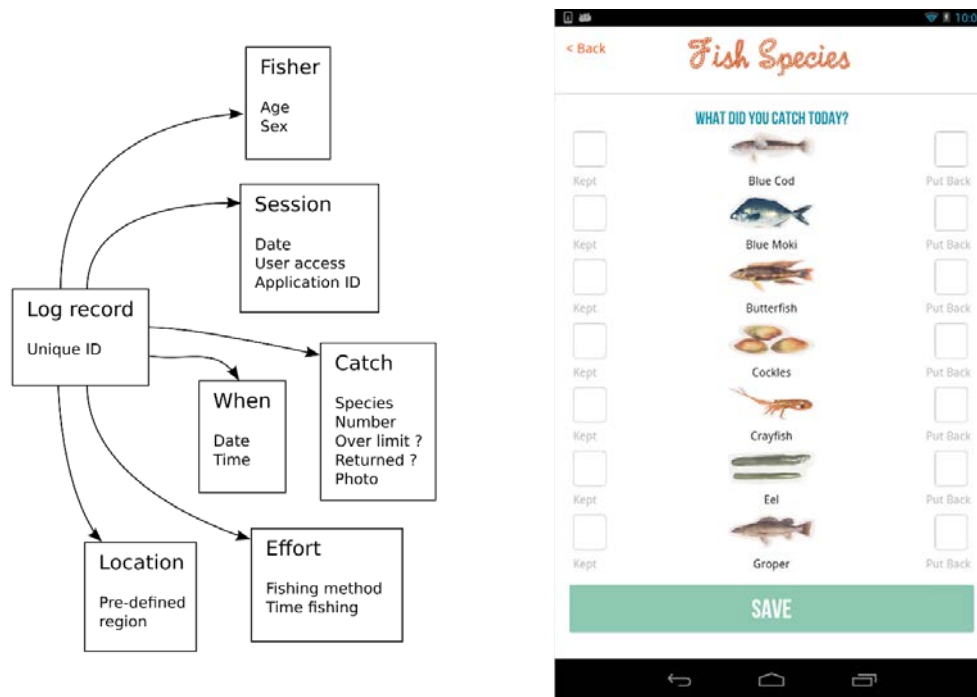 Fisher
Age
Sex
Session
Date
User access
Application ID
Log record
Unique ID
Catch
Species
Number
Over limit ?
Returned ?
Photo
When
Date
Time
Location
Pre-defined
region
Effort
Fishing method
Time fishing
< Back
Fish Species
WHAT DID YOU CATCH TODAY?
Kept Blue Cod Put Back
Kept Blue Moki Put Back
Kept Butterfish Put Back
Kept Cockles Put Back
Kept Crayfish Put Back
Kept Eel Put Back
Kept Groper Put Back
SAVE